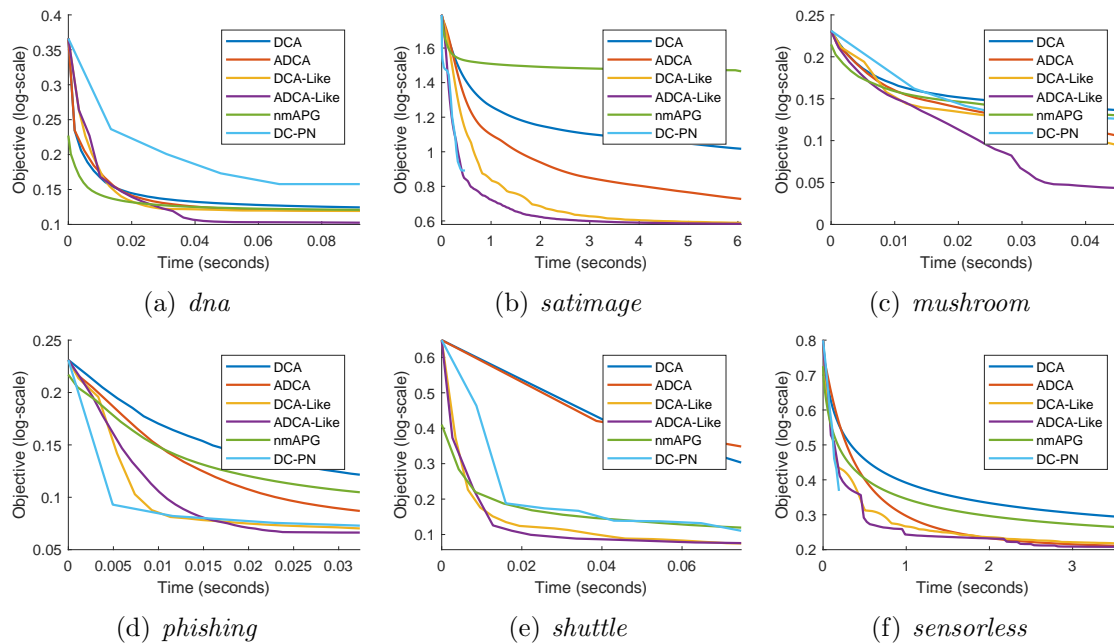 Objective (log-scale)
0.4
0.35
0.3
0.25
0.2
0.15
0.1
0 0.02 0.04 0.06 0.08
Time (seconds)
DCA
ADCA
DCA-Like
ADCA-Like
nmAPG
DC-PN
(a) dna
Objective (log-scale)
1.6
1.4
1.2
1
0.8
0.6
0 1 2 3 4 5 6
Time (seconds)
DCA
ADCA
DCA-Like
ADCA-Like
nmAPG
DC-PN
(b) satimage
Objective (log-scale)
0.25
0.2
0.15
0.1
0.05
0
0 0.01 0.02 0.03 0.04
Time (seconds)
DCA
ADCA
DCA-Like
ADCA-Like
nmAPG
DC-PN
(c) mushroom
Objective (log-scale)
0.25
0.2
0.15
0.1
0.05
0 0.005 0.01 0.015 0.02 0.025 0.03
Time (seconds)
DCA
ADCA
DCA-Like
ADCA-Like
nmAPG
DC-PN
(d) phishing
Objective (log-scale)
0.6
0.5
0.4
0.3
0.2
0.1
0 0.02 0.04 0.06
Time (seconds)
DCA
ADCA
DCA-Like
ADCA-Like
nmAPG
DC-PN
(e) shuttle
Objective (log-scale)
0.8
0.7
0.6
0.5
0.4
0.3
0.2
0 1 2 3
Time (seconds)
DCA
ADCA
DCA-Like
ADCA-Like
nmAPG
DC-PN
(f) sensorless